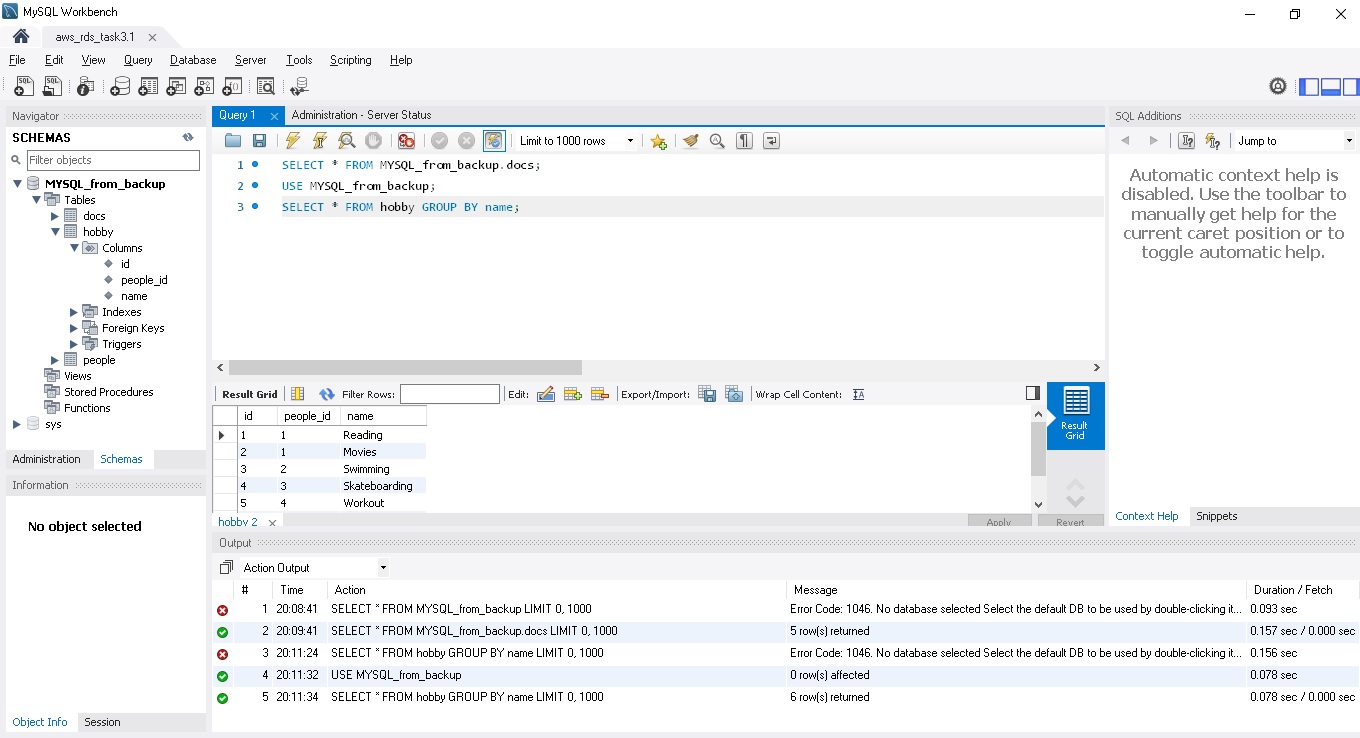 MySQL Workbench
aws_rds_task3.1
File Edit View Query Database Server Tools Scripting Help
Navigator
SCHEMAS
Filter objects
MYSQL_from_backup
Tables
docs
hobby
Columns
id
people_id
name
Indexes
Foreign Keys
Triggers
people
Views
Stored Procedures
Functions
sys
Administration Schemas
Information
No object selected
Object Info Session
Query 1 Administration - Server Status
Limit to 1000 rows
1 SELECT * FROM MYSQL_from_backup.docs;
2 USE MYSQL_from_backup;
3 SELECT * FROM hobby GROUP BY name;
Result Grid Filter Rows: Edit: Export/Import: Wrap Cell Content:
id people_id name
1 1 Reading
2 1 Movies
3 2 Swimming
4 3 Skateboarding
5 4 Workout
Result
Grid
hobby 2 Apply Revert
SQL Additions
Jump to
Automatic context help is
disabled. Use the toolbar to
manually get help for the
current caret position or to
toggle automatic help.
Context Help Snippets
Output
Action Output
# Time Action Message Duration / Fetch
1 20:08:41 SELECT * FROM MYSQL_from_backup LIMIT 0, 1000 Error Code: 1046. No database selected Select the default DB to be used by double-clicking it... 0.093 sec
2 20:09:41 SELECT * FROM MYSQL_from_backup.docs LIMIT 0, 1000 5 row(s) returned 0.157 sec / 0.000 sec
3 20:11:24 SELECT * FROM hobby GROUP BY name LIMIT 0, 1000 Error Code: 1046. No database selected Select the default DB to be used by double-clicking it... 0.156 sec
4 20:11:32 USE MYSQL_from_backup 0 row(s) affected 0.078 sec
5 20:11:34 SELECT * FROM hobby GROUP BY name LIMIT 0, 1000 6 row(s) returned 0.078 sec / 0.000 sec